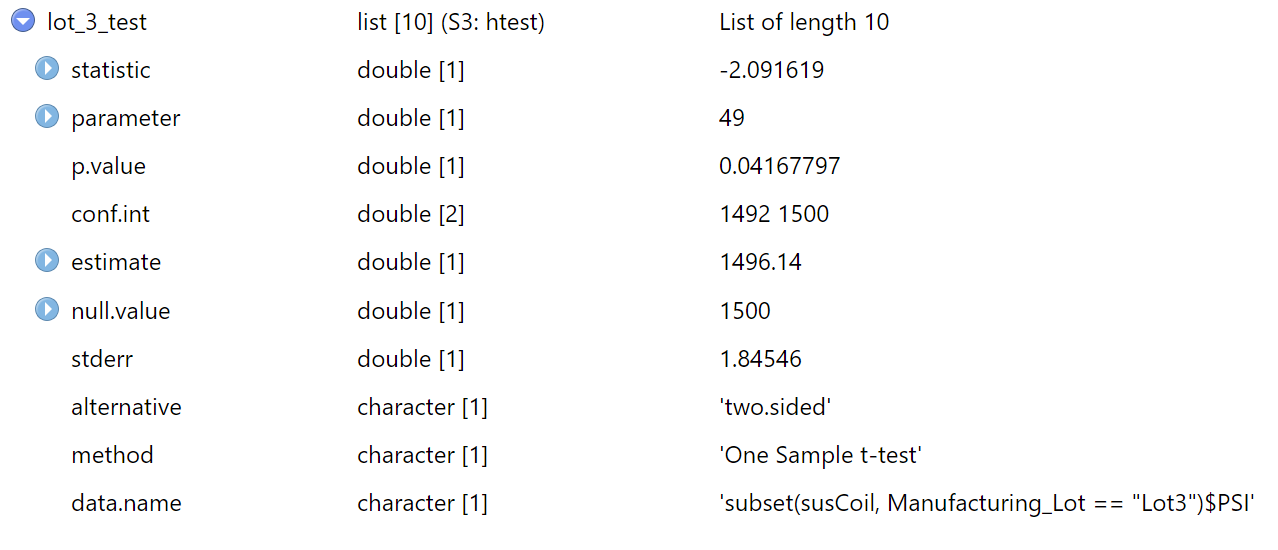 lot_3_test list [10] (S3: htest) List of length 10
statistic double [1] -2.091619
parameter double [1] 49
p.value double [1] 0.04167797
conf.int double [2] 1492 1500
estimate double [1] 1496.14
null.value double [1] 1500
stderr double [1] 1.84546
alternative character [1] 'two.sided'
method character [1] 'One Sample t-test'
data.name character [1] 'subset(susCoil, Manufacturing_Lot == "Lot3")$PSI'